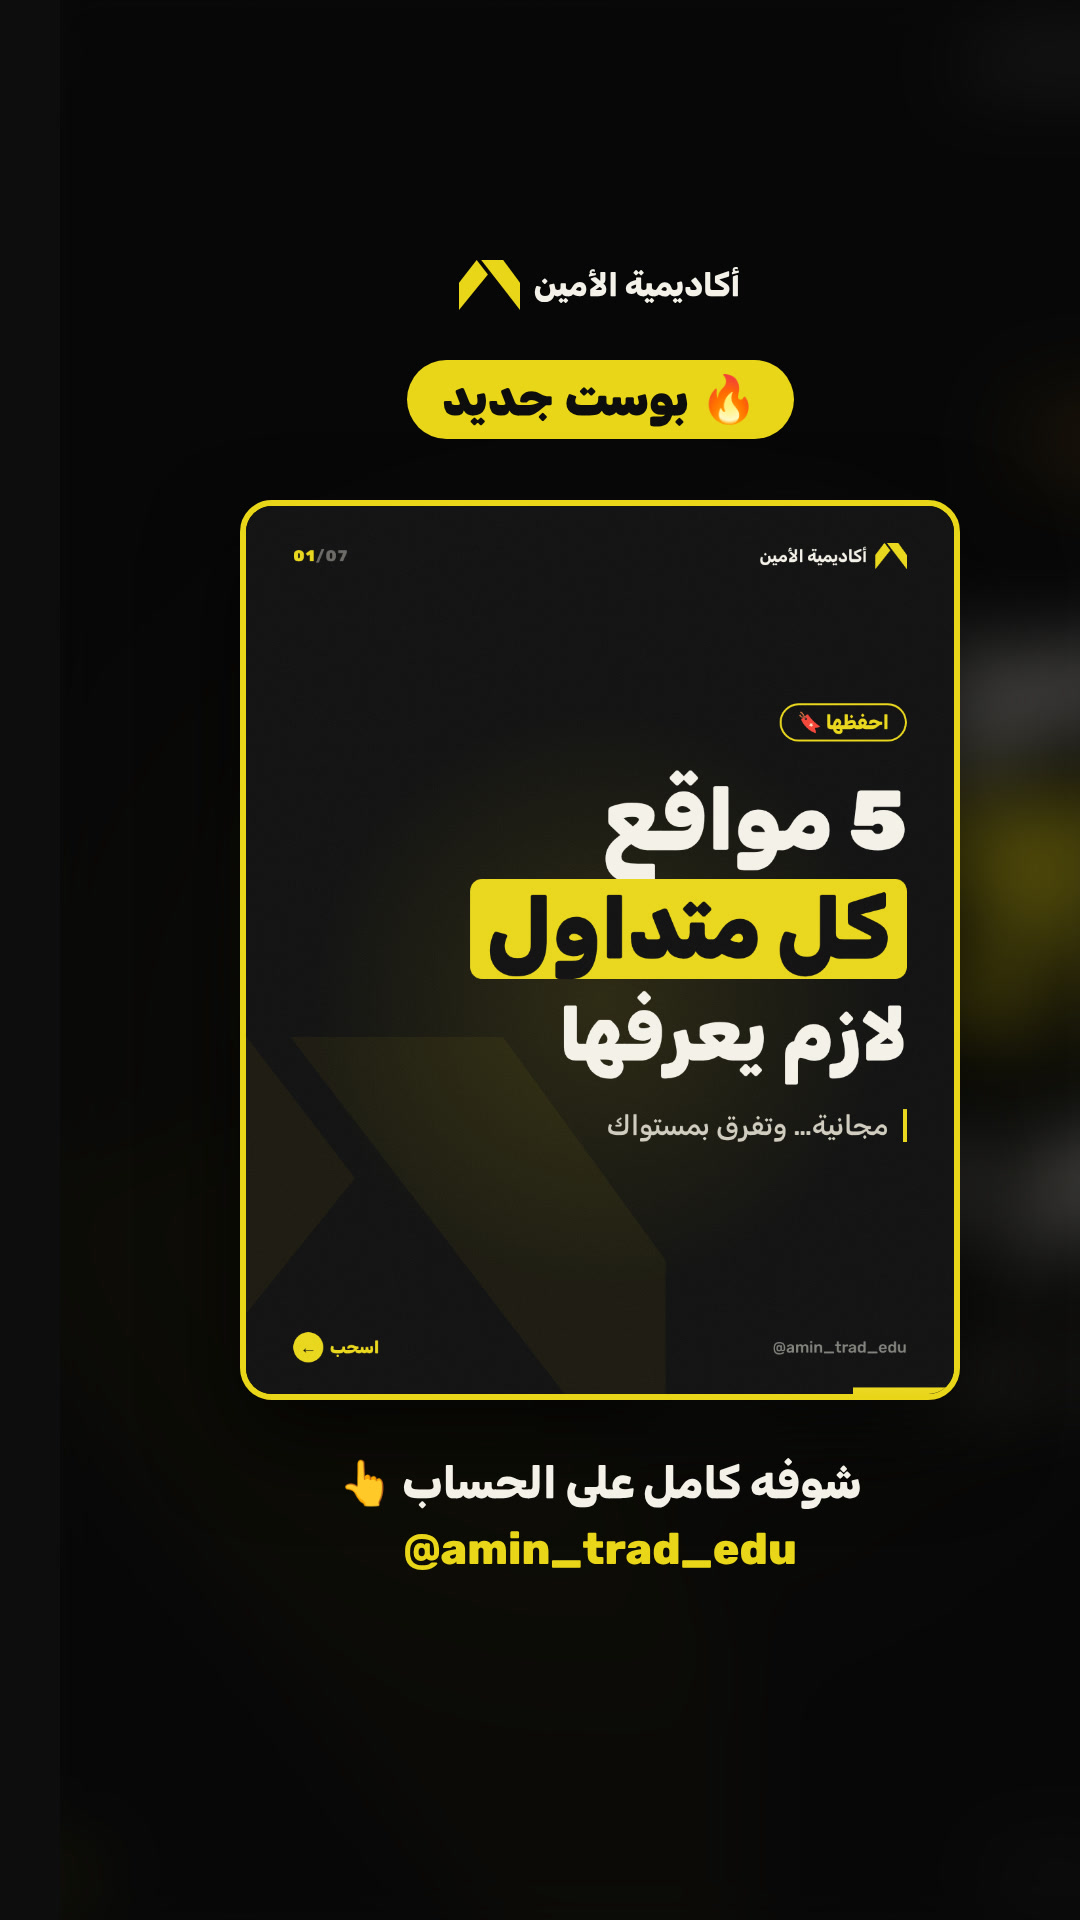 أكاديمية الأمين
🔥 بوست جديد
أكاديمية الأمين
01/07
احفظها 🔖
5 مواقع
كل متداول
لازم يعرفها
مجانية... وتفرق بمستواك
@amin_trad_edu
اسحب ←
شوفه كامل على الحساب 👆
@amin_trad_edu